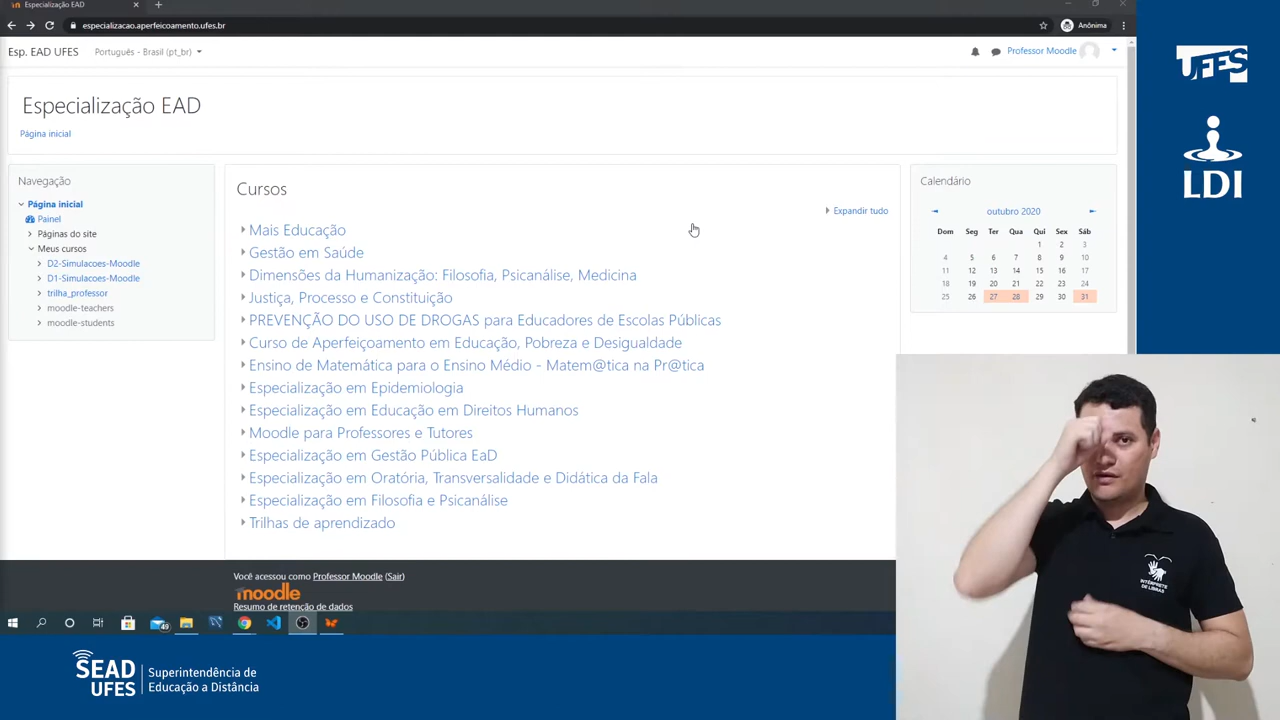 Especialização EAD
especializacao.aperfeicoamento.ufes.br
Anônima
Esp. EAD UFES
Português - Brasil (pt_br)
Professor Moodle
Especialização EAD
Página inicial
Navegação
Página inicial
Painel
Páginas do site
Meus cursos
D2-Simulacoes-Moodle
D1-Simulacoes-Moodle
trilha_professor
moodle-teachers
moodle-students
Cursos
Expandir tudo
Mais Educação
Gestão em Saúde
Dimensões da Humanização: Filosofia, Psicanálise, Medicina
Justiça, Processo e Constituição
PREVENÇÃO DO USO DE DROGAS para Educadores de Escolas Públicas
Curso de Aperfeiçoamento em Educação, Pobreza e Desigualdade
Ensino de Matemática para o Ensino Médio - Matem@tica na Pr@tica
Especialização em Epidemiologia
Especialização em Educação em Direitos Humanos
Moodle para Professores e Tutores
Especialização em Gestão Pública EaD
Especialização em Oratória, Transversalidade e Didática da Fala
Especialização em Filosofia e Psicanálise
Trilhas de aprendizado
Calendário
outubro 2020
Dom Seg Ter Qua Qui Sex Sáb
1 2 3
4 5 6 7 8 9 10
11 12 13 14 15 16 17
18 19 20 21 22 23 24
25 26 27 28 29 30 31
Você acessou como Professor Moodle (Sair)
moodle
Resumo de retenção de dados
49
UFES
LDI
INTÉRPRETE
DE LIBRAS
SEAD
UFES
Superintendência de
Educação a Distância